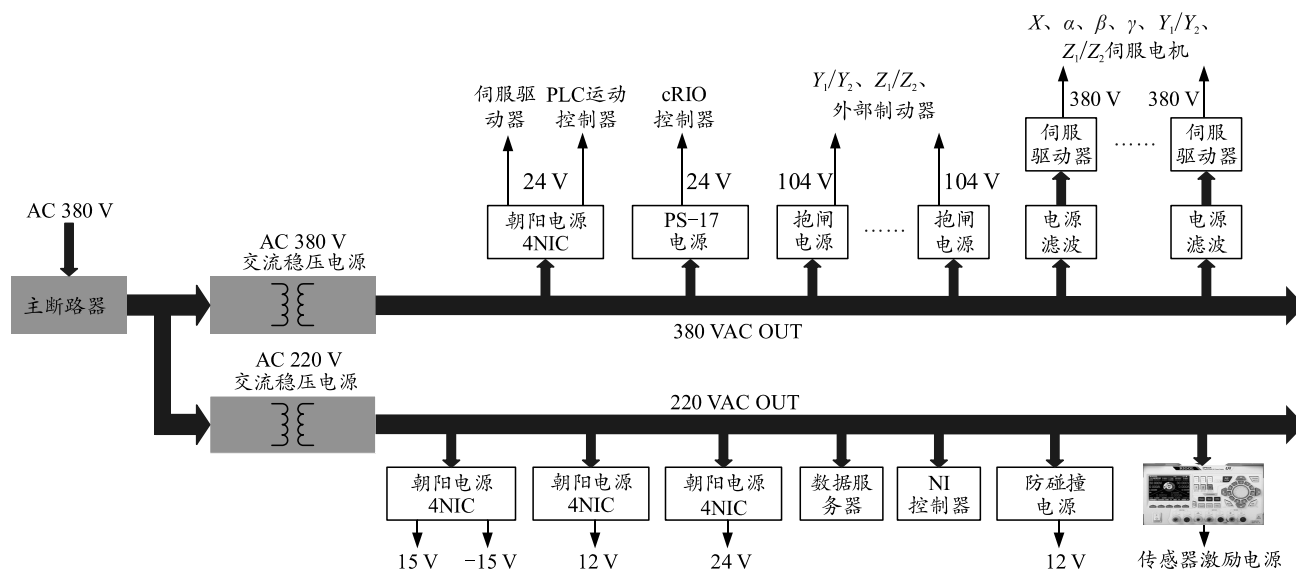 X、α、β、γ、Y₁/Y₂、
Z₁/Z₂伺服电机
伺服驱
动器
PLC运动
控制器
cRIO
控制器
Y₁/Y₂、Z₁/Z₂、
外部制动器
380 V
380 V
伺服
驱动器
……
伺服
驱动器
24 V
24 V
104 V
104 V
朝阳电源
4NIC
PS-17
电源
抱闸
电源
……
抱闸
电源
电源
滤波
电源
滤波
AC 380 V
主断路器
AC 380 V
交流稳压电源
380 VAC OUT
AC 220 V
交流稳压电源
220 VAC OUT
朝阳电源
4NIC
朝阳电源
4NIC
朝阳电源
4NIC
数据服
务器
NI
控制器
防碰撞
电源
15 V
-15 V
12 V
24 V
12 V
传感器激励电源